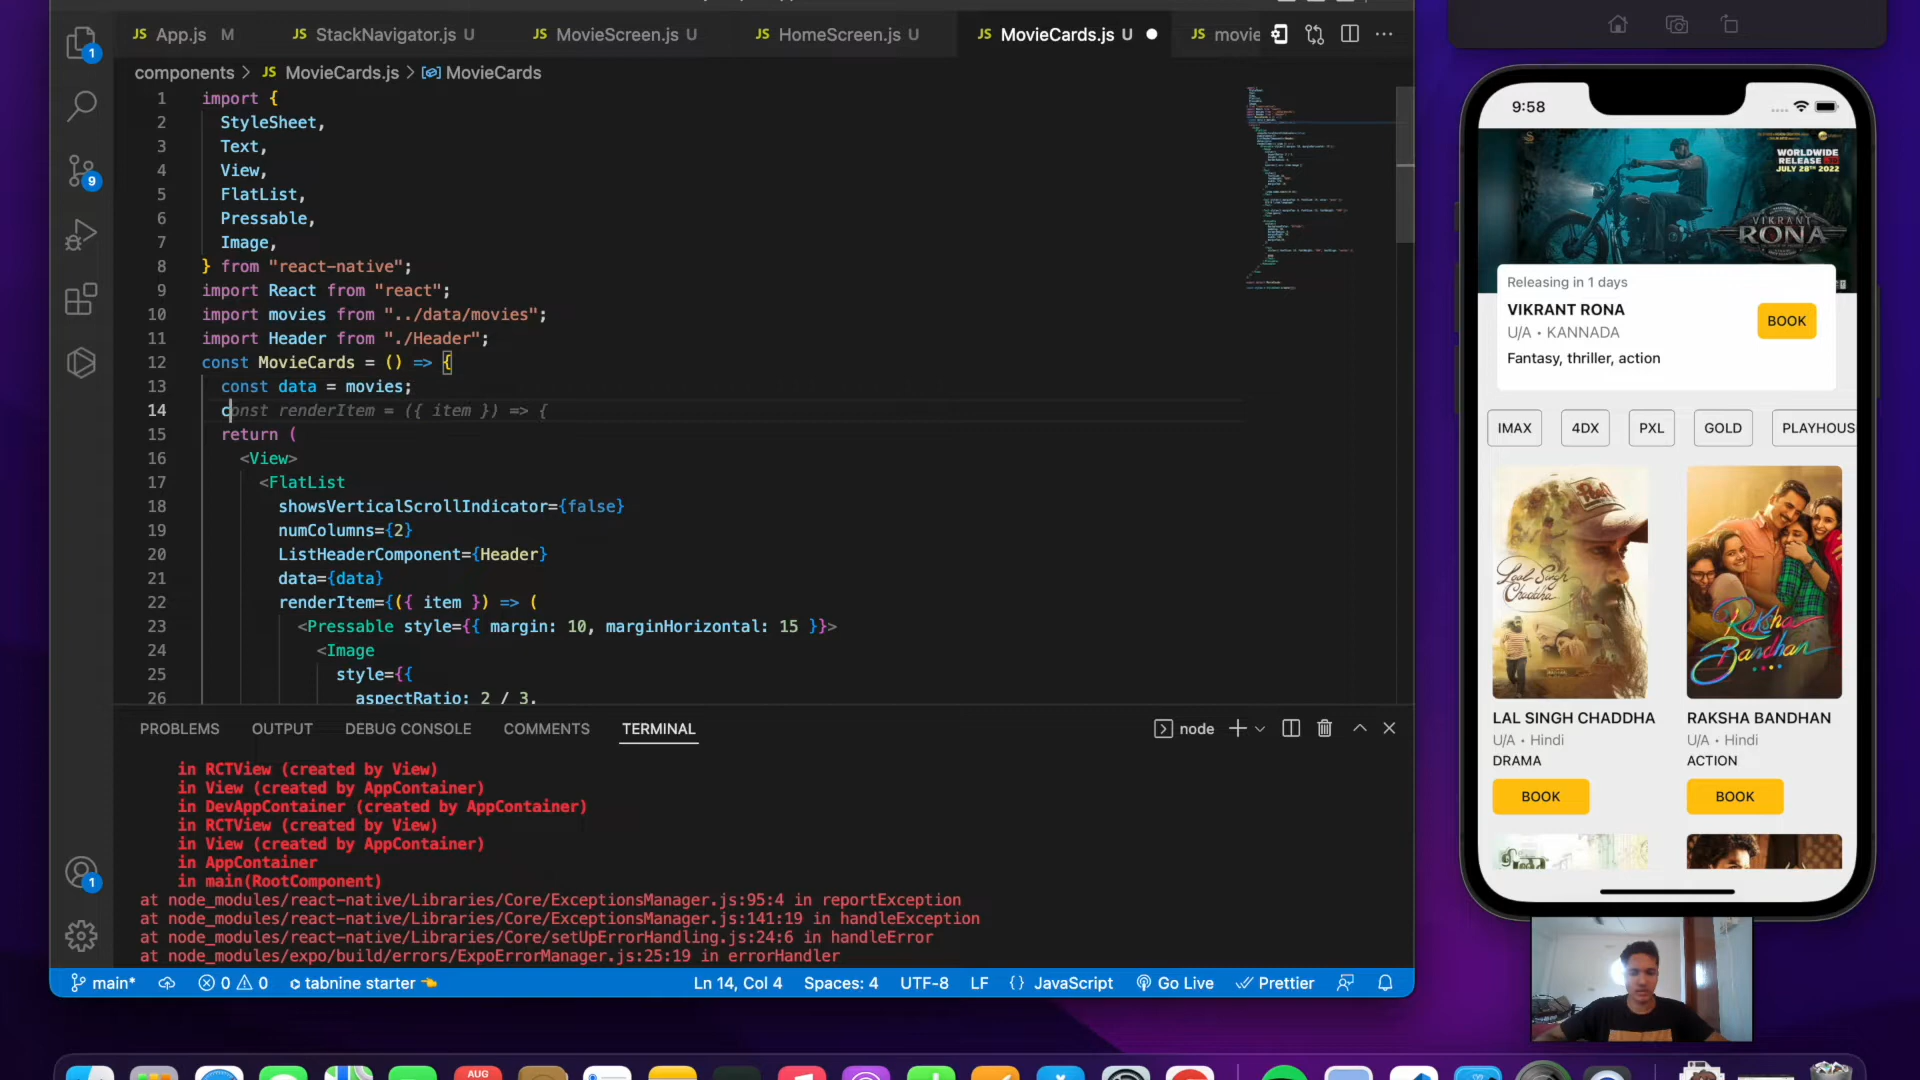 JS App.js M
JS StackNavigator.js U
JS MovieScreen.js U
JS HomeScreen.js U
JS MovieCards.js U
JS movie
components > JS MovieCards.js > MovieCards
1 import {
2 StyleSheet,
3 Text,
4 View,
5 FlatList,
6 Pressable,
7 Image,
8 } from "react-native";
9 import React from "react";
10 import movies from "../data/movies";
11 import Header from "./Header";
12 const MovieCards = () => {
13 const data = movies;
14 const renderItem = ({ item }) => {
15 return (
16 <View>
17 <FlatList
18 showsVerticalScrollIndicator={false}
19 numColumns={2}
20 ListHeaderComponent={Header}
21 data={data}
22 renderItem={({ item }) => (
23 <Pressable style={{ margin: 10, marginHorizontal: 15 }}>
24 <Image
25 style={{
26 aspectRatio: 2 / 3,
1
9
1
PROBLEMS OUTPUT DEBUG CONSOLE COMMENTS TERMINAL
node
in RCTView (created by View)
in View (created by AppContainer)
in DevAppContainer (created by AppContainer)
in RCTView (created by View)
in View (created by AppContainer)
in AppContainer
in main(RootComponent)
at node_modules/react-native/Libraries/Core/ExceptionsManager.js:95:4 in reportException
at node_modules/react-native/Libraries/Core/ExceptionsManager.js:141:19 in handleException
at node_modules/react-native/Libraries/Core/setUpErrorHandling.js:24:6 in handleError
at node_modules/expo/build/errors/ExpoErrorManager.js:25:19 in errorHandler
main* 0 0 tabnine starter Ln 14, Col 4 Spaces: 4 UTF-8 LF {} JavaScript Go Live Prettier
9:58
WORLDWIDE
RELEASE
JULY 28TH 2022
VIKRANT
RONA
Releasing in 1 days
VIKRANT RONA
U/A • KANNADA
Fantasy, thriller, action
BOOK
IMAX 4DX PXL GOLD PLAYHOUS
Laal Singh
Chaddha
Raksha
Bandhan
LAL SINGH CHADDHA
U/A • Hindi
DRAMA
BOOK
RAKSHA BANDHAN
U/A • Hindi
ACTION
BOOK
AUG